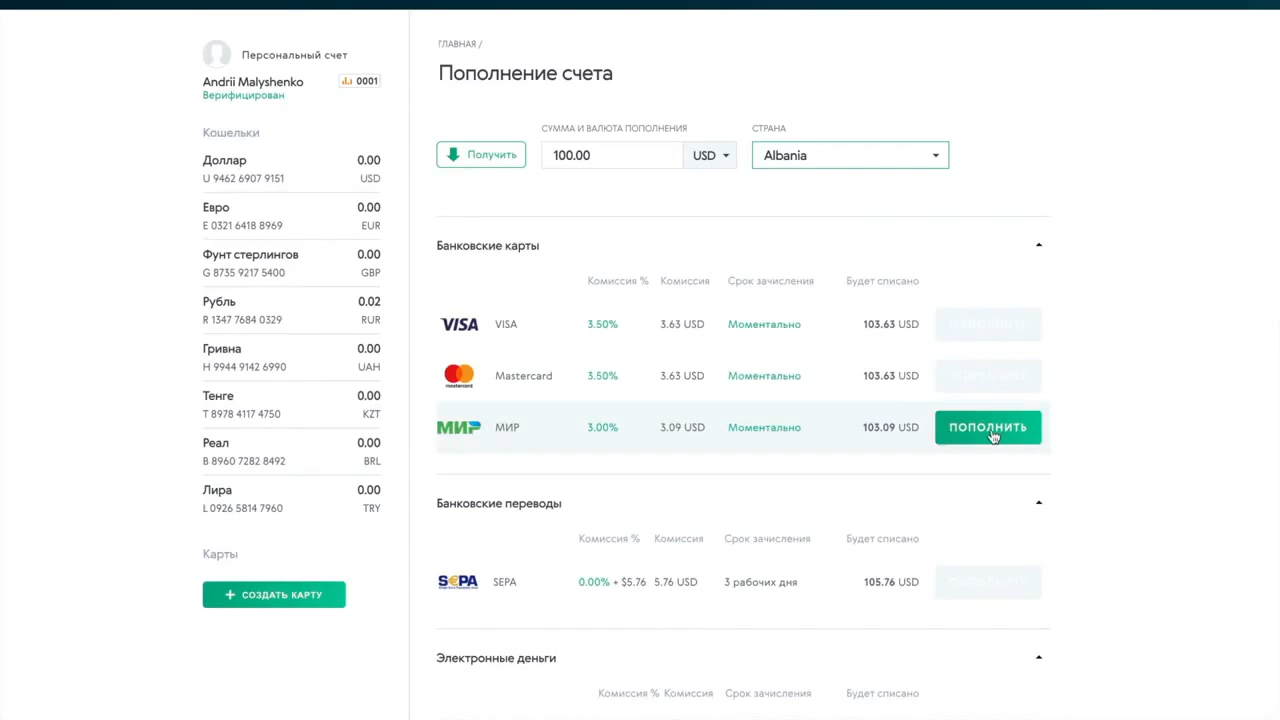 Персональный счет
Andrii Malyshenko
0001
Верифицирован
Кошельки
Доллар 0.00
U 9462 6907 9151 USD
Евро 0.00
E 0321 6418 8969 EUR
Фунт стерлингов 0.00
G 8735 9217 5400 GBP
Рубль 0.02
R 1347 7684 0329 RUR
Гривна 0.00
H 9944 9142 6990 UAH
Тенге 0.00
T 8978 4117 4750 KZT
Реал 0.00
B 8960 7282 8492 BRL
Лира 0.00
L 0926 5814 7960 TRY
Карты
+ СОЗДАТЬ КАРТУ
ГЛАВНАЯ /
Пополнение счета
СУММА И ВАЛЮТА ПОПОЛНЕНИЯ СТРАНА
Получить 100.00 USD Albania
Банковские карты
Комиссия % Комиссия Срок зачисления Будет списано
VISA VISA 3.50% 3.63 USD Моментально 103.63 USD
mastercard Mastercard 3.50% 3.63 USD Моментально 103.63 USD
МИР МИР 3.00% 3.09 USD Моментально 103.09 USD ПОПОЛНИТЬ
Банковские переводы
Комиссия % Комиссия Срок зачисления Будет списано
S€PA SEPA 0.00% + $5.76 5.76 USD 3 рабочих дня 105.76 USD
Электронные деньги
Комиссия % Комиссия Срок зачисления Будет списано